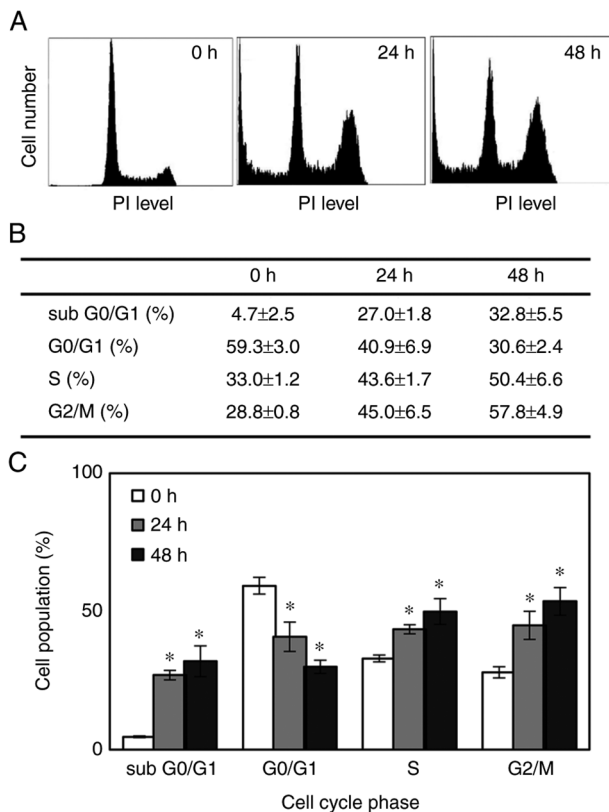 A
0 h
24 h
48 h
Cell number
PI level
PI level
PI level
B
0 h 24 h 48 h
sub G0/G1 (%) 4.7±2.5 27.0±1.8 32.8±5.5
G0/G1 (%) 59.3±3.0 40.9±6.9 30.6±2.4
S (%) 33.0±1.2 43.6±1.7 50.4±6.6
G2/M (%) 28.8±0.8 45.0±6.5 57.8±4.9
C
100
50
0
Cell population (%)
0 h
24 h
48 h
* *
* *
* *
* *
sub G0/G1 G0/G1 S G2/M
Cell cycle phase